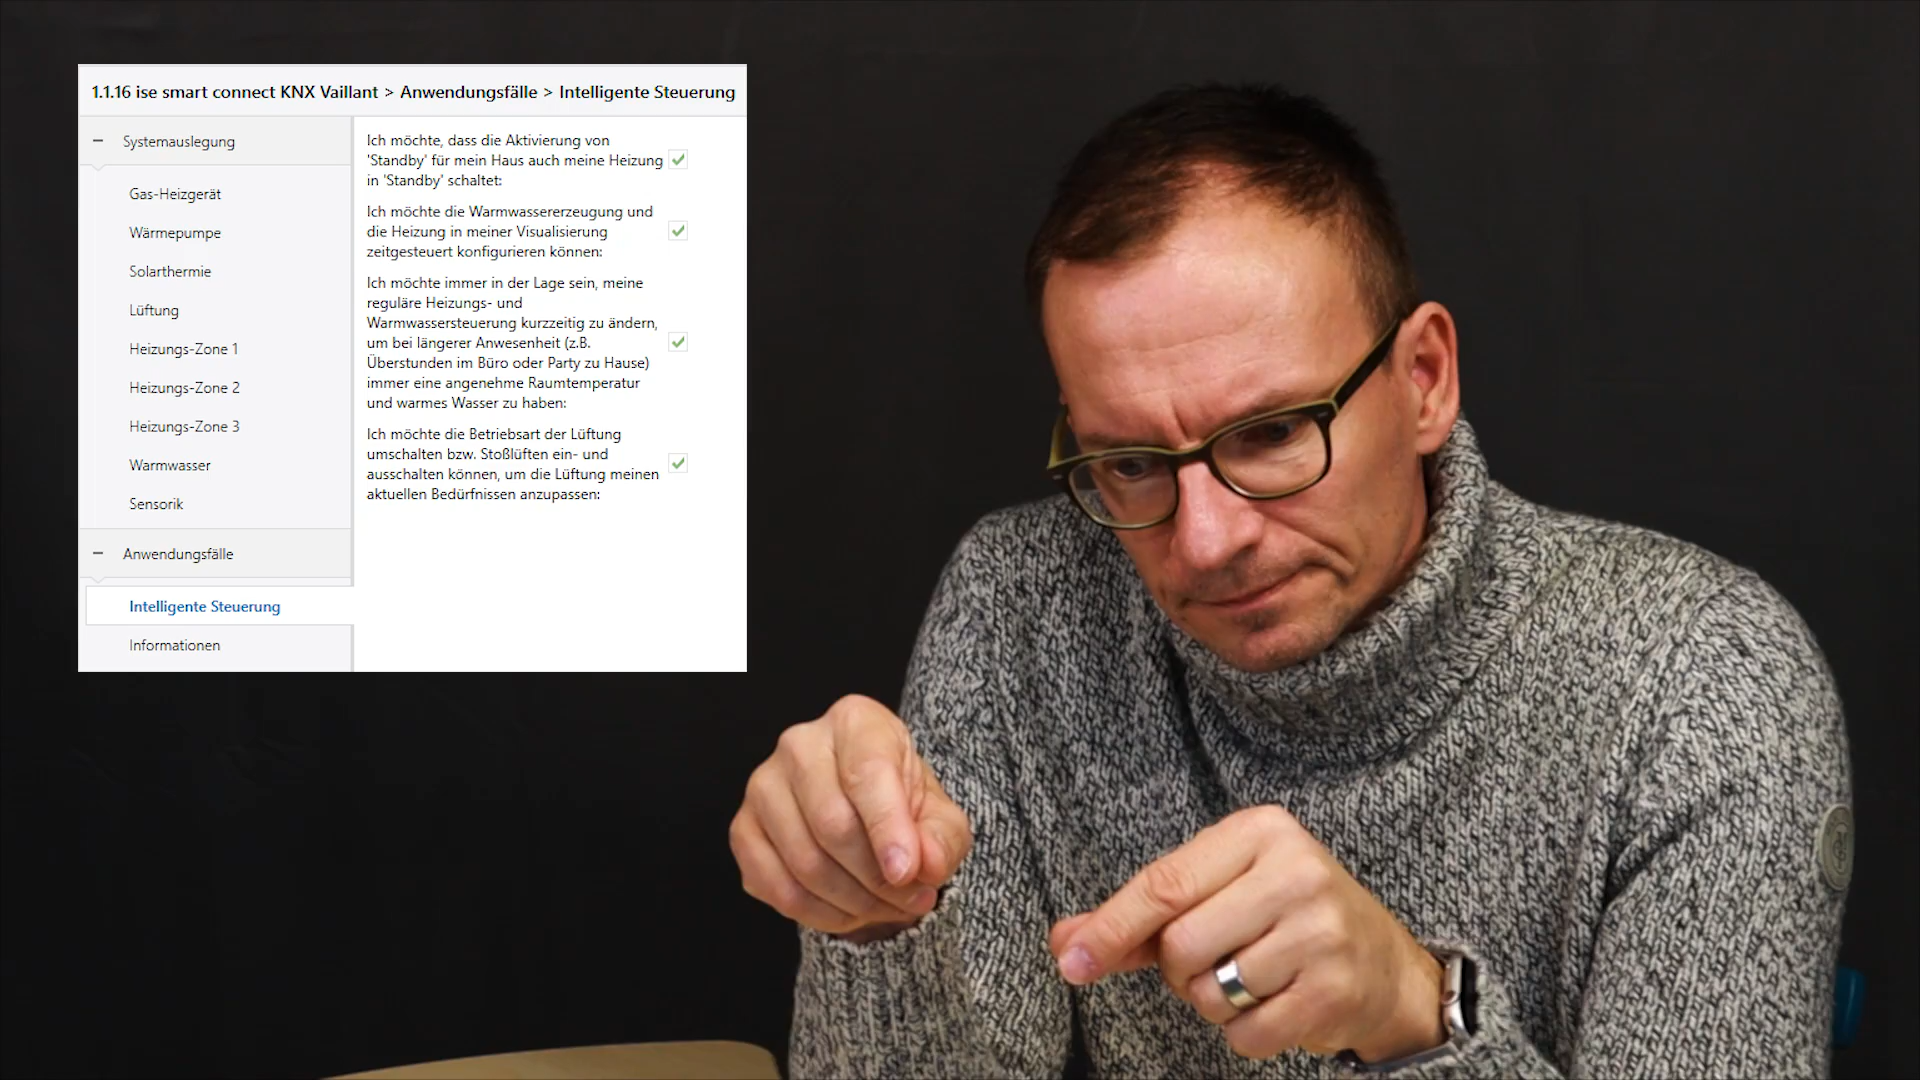 1.1.16 ise smart connect KNX Vaillant > Anwendungsfälle > Intelligente Steuerung
Systemauslegung
Gas-Heizgerät
Wärmepumpe
Solarthermie
Lüftung
Heizungs-Zone 1
Heizungs-Zone 2
Heizungs-Zone 3
Warmwasser
Sensorik
Anwendungsfälle
Intelligente Steuerung
Informationen
Ich möchte, dass die Aktivierung von
'Standby' für mein Haus auch meine Heizung
in 'Standby' schaltet:
Ich möchte die Warmwassererzeugung und
die Heizung in meiner Visualisierung
zeitgesteuert konfigurieren können:
Ich möchte immer in der Lage sein, meine
reguläre Heizungs- und
Warmwassersteuerung kurzzeitig zu ändern,
um bei längerer Anwesenheit (z.B.
Überstunden im Büro oder Party zu Hause)
immer eine angenehme Raumtemperatur
und warmes Wasser zu haben:
Ich möchte die Betriebsart der Lüftung
umschalten bzw. Stoßlüften ein- und
ausschalten können, um die Lüftung meinen
aktuellen Bedürfnissen anzupassen: